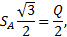 S_A √3/2 = Q/2,